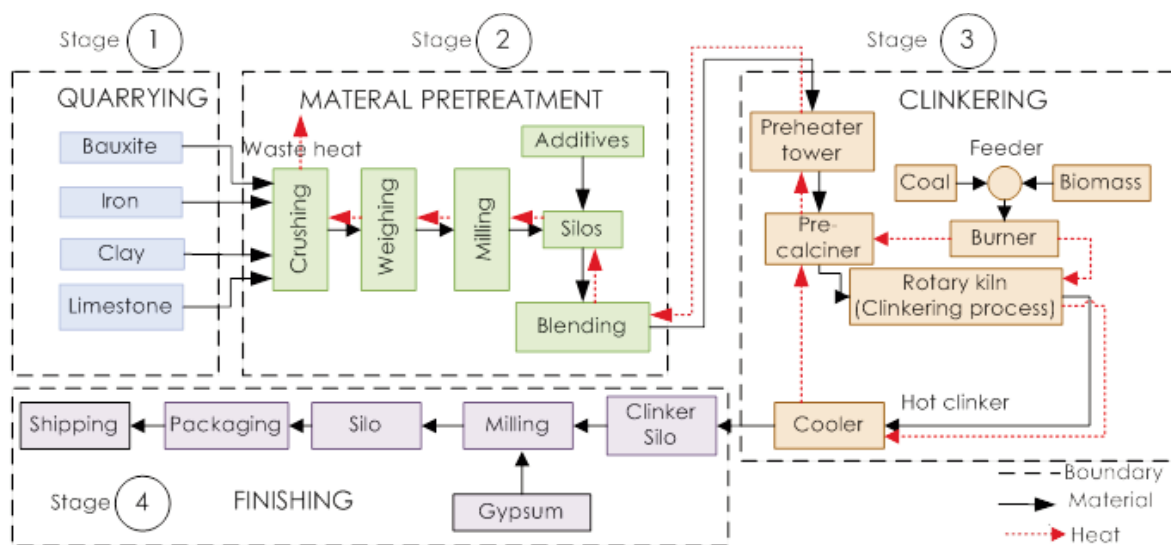 Stage 1
Stage 2
Stage 3
QUARRYING
MATERAL PRETREATMENT
CLINKERING
Bauxite
Iron
Clay
Limestone
Waste heat
Crushing
Weighing
Milling
Additives
Silos
Blending
Preheater
tower
Feeder
Coal
Biomass
Pre-
calciner
Burner
Rotary kiln
(Clinkering process)
Hot clinker
Cooler
Shipping
Packaging
Silo
Milling
Clinker
Silo
Gypsum
Stage 4
FINISHING
Boundary
Material
Heat